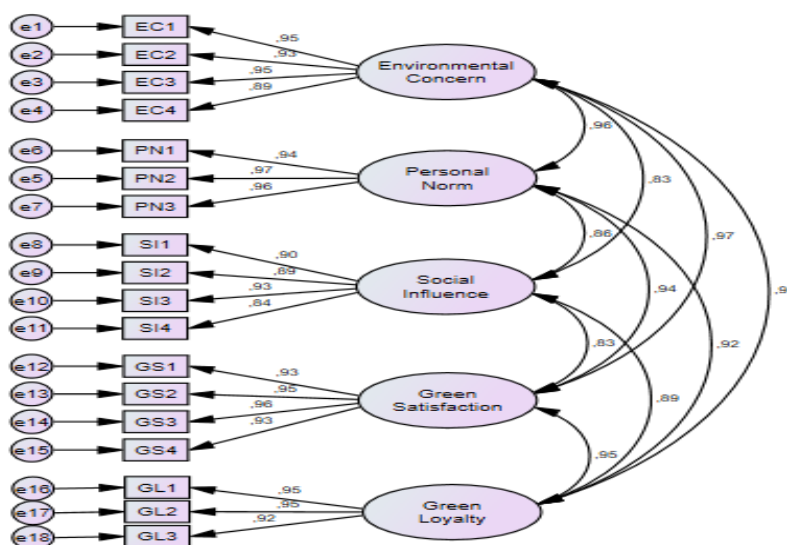 e1 EC1 ,95
e2 EC2 ,93
e3 EC3 ,95
e4 EC4 ,89
Environmental
Concern
,96
e6 PN1 ,94
e5 PN2 ,97
e7 PN3 ,96
Personal
Norm
,83
,86
,97
e8 SI1 ,90
e9 SI2 ,89
e10 SI3 ,93
e11 SI4 ,84
Social
Influence
,94
,83
,92
e12 GS1 ,93
e13 GS2 ,95
e14 GS3 ,96
e15 GS4 ,93
Green
Satisfaction
,89
,95
e16 GL1 ,95
e17 GL2 ,95
e18 GL3 ,92
Green
Loyalty